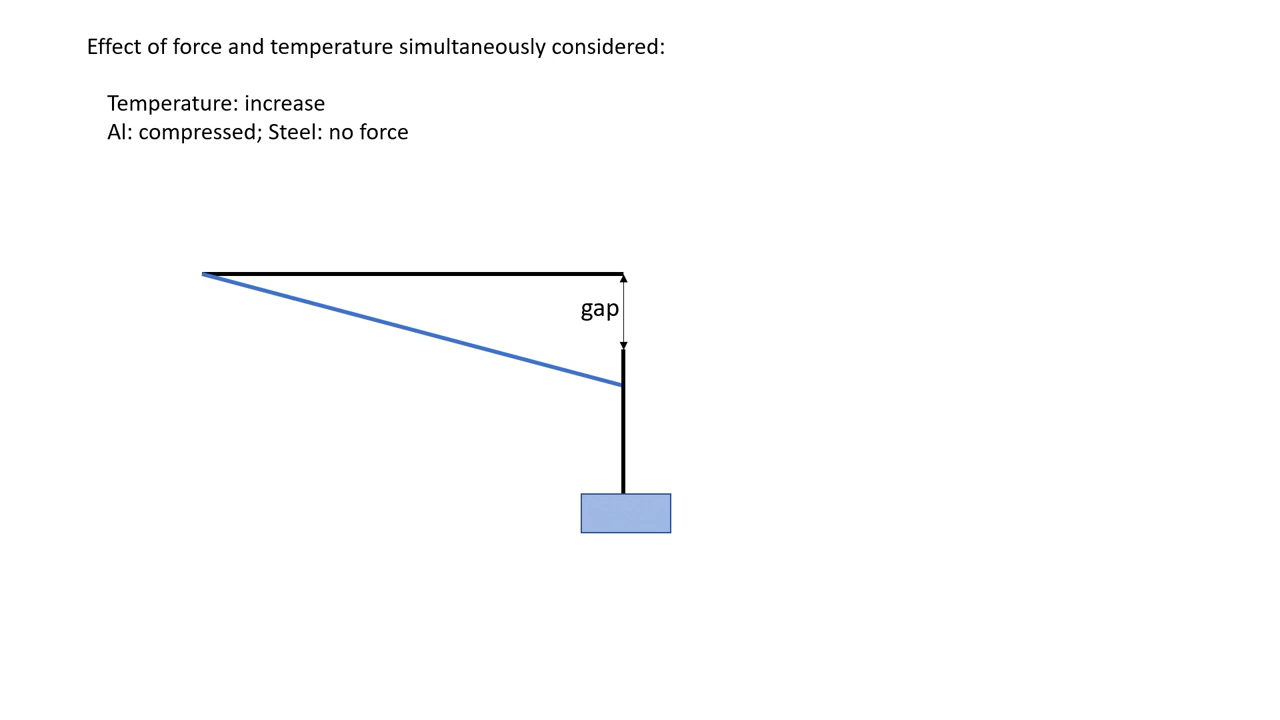 Effect of force and temperature simultaneously considered:
Temperature: increase
Al: compressed; Steel: no force
gap